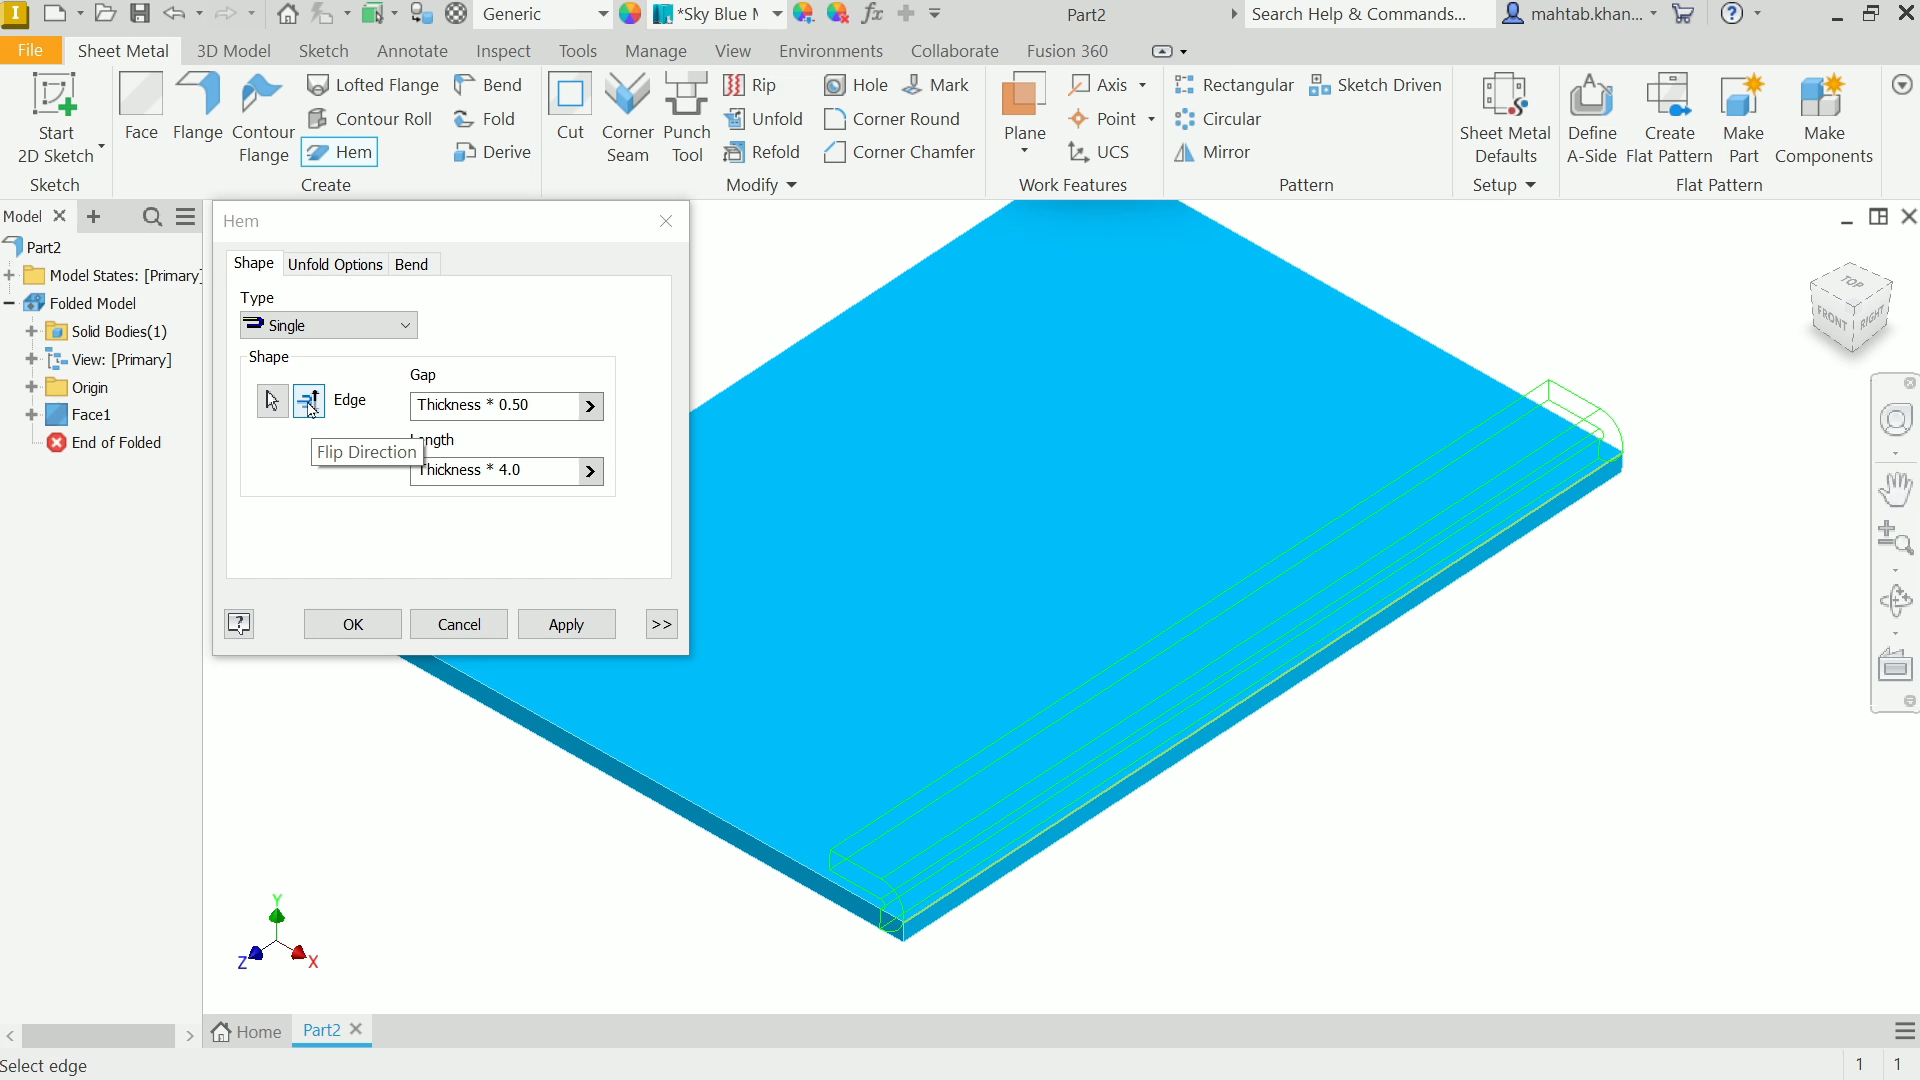 I Generic *Sky Blue M fx Part2 Search Help & Commands... mahtab.khan...
File Sheet Metal 3D Model Sketch Annotate Inspect Tools Manage View Environments Collaborate Fusion 360
Start 2D Sketch
Sketch
Face
Flange
Contour Flange
Lofted Flange
Contour Roll
Hem
Bend
Fold
Derive
Create
Cut
Corner Seam
Punch Tool
Rip
Unfold
Refold
Hole
Mark
Corner Round
Corner Chamfer
Modify
Plane
Axis
Point
UCS
Work Features
Rectangular
Sketch Driven
Circular
Mirror
Pattern
Sheet Metal Defaults
Setup
Define A-Side
Create Flat Pattern
Make Part
Make Components
Flat Pattern
Model
Part2
Model States: [Primary]
Folded Model
Solid Bodies(1)
View: [Primary]
Origin
Face1
End of Folded
Hem
Shape Unfold Options Bend
Type
Single
Shape
Edge
Gap
Thickness * 0.50
Flip Direction
Thickness * 4.0
OK Cancel Apply >>
TOP
FRONT RIGHT
Y
Z X
Home Part2
Select edge
1 1